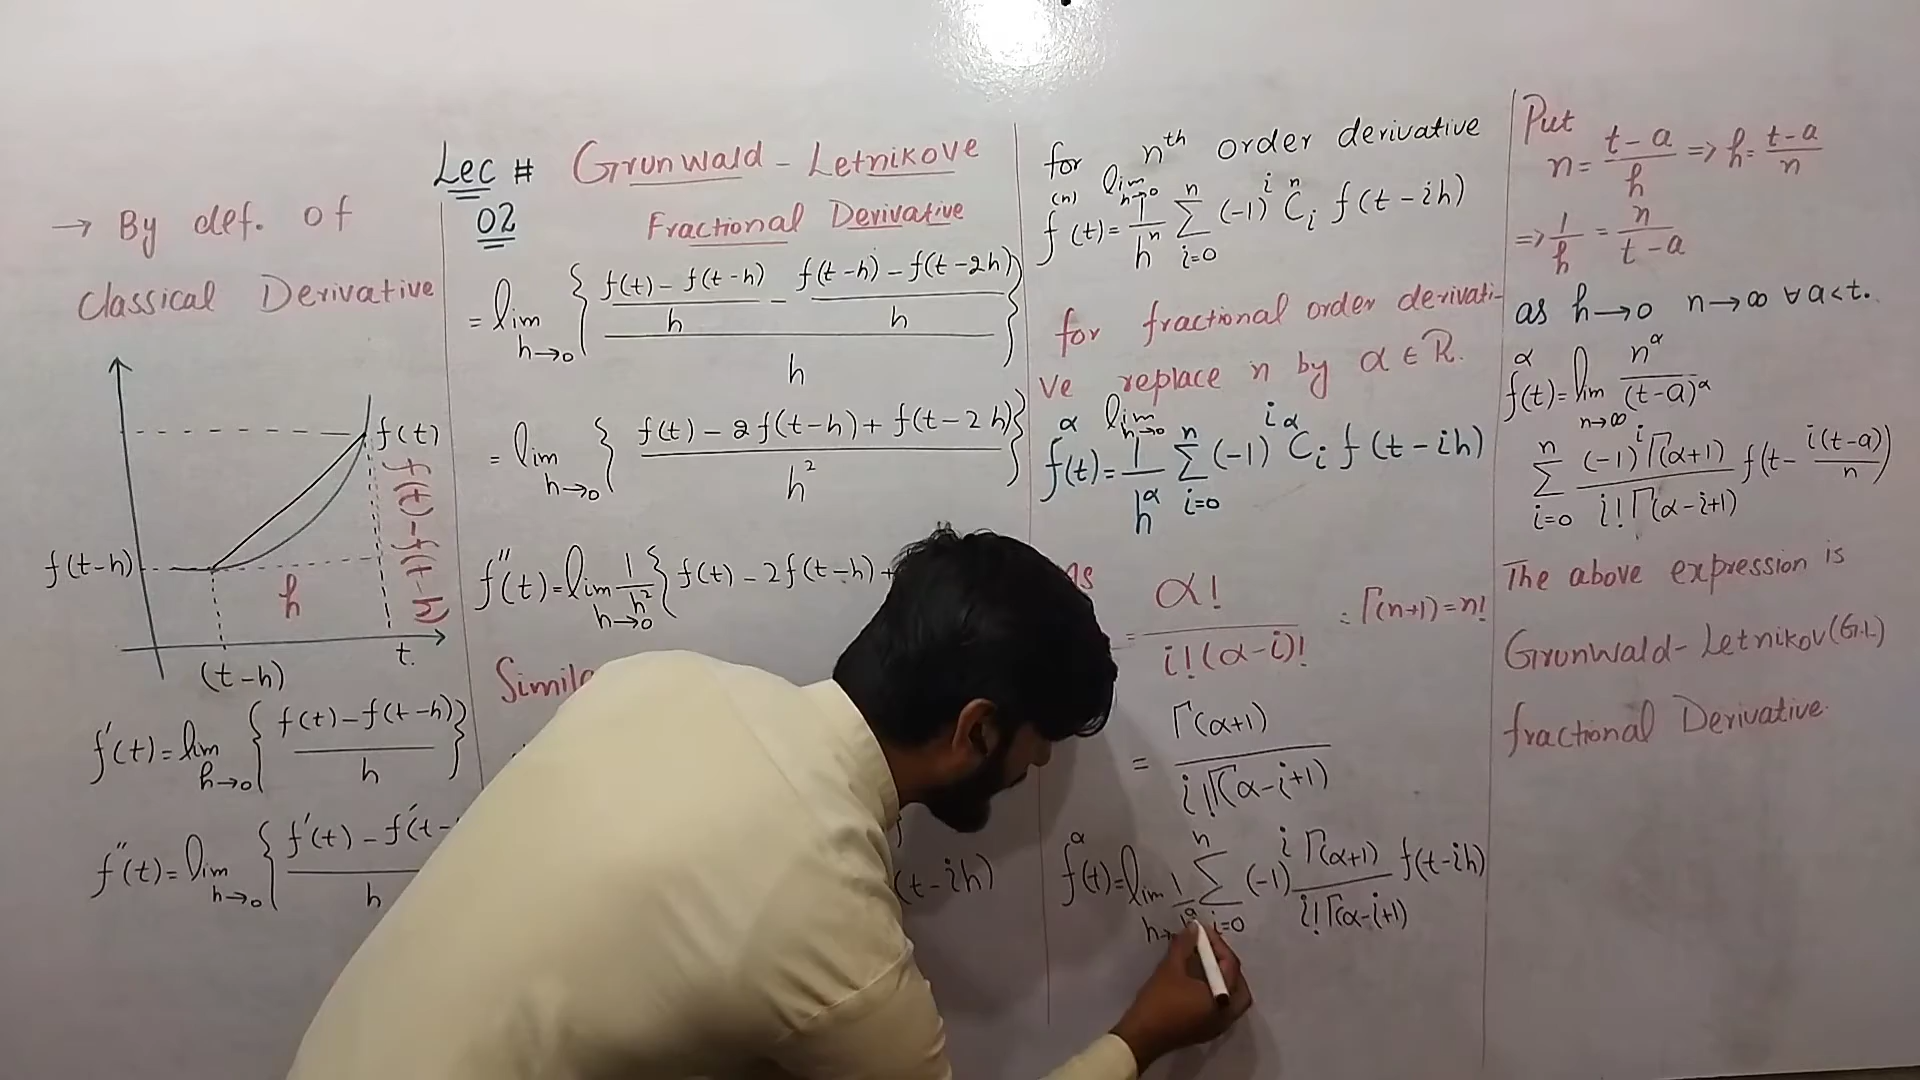 Lec # 02
Grunwald - Letnikove
Fractional Derivative
→ By def. of
Classical Derivative
f(t)
f(t)-f(t-h)
f(t-h)
h
(t-h)
t.
f'(t)= lim h→0 { f(t)-f(t-h) / h }
f''(t)= lim h→0 { f'(t) - f'(t- / h
= lim h→0 { ( f(t) - f(t-h) / h - f(t-h) - f(t-2h) / h ) / h }
= lim h→0 { f(t) - 2f(t-h) + f(t-2h) / h² }
f''(t)= lim h→0 1/h² { f(t) - 2f(t-h) +
(t-ih)
for nth order derivative
f⁽ⁿ⁾(t)= lim h→0 1/hⁿ Σ_{i=0}^{n} (-1)^i ⁿC_i f(t-ih)
for fractional order derivati-
ve replace n by α ∈ R.
f^α(t)= lim h→0 1/h^α Σ_{i=0}^{n} (-1)^i ^αC_i f(t-ih)
As
= α! / i!(α-i)!
: Γ(n+1)=n!
= Γ(α+1) / i!Γ(α-i+1)
f^α(t)= lim h→ 1/h^α Σ_{i=0}^{n} (-1)^i Γ(α+1) / i!Γ(α-i+1) f(t-ih)
Put
n= t-a / h => h= t-a / n
=> 1/h = n / t-a
as h→0 n→∞ ∀ a<t.
f^α(t)= lim n→∞ n^α / (t-a)^α
Σ_{i=0}^{n} (-1)^i Γ(α+1) / i!Γ(α-i+1) f(t- i(t-a)/n)
The above expression is
Grunwald-Letnikov(G.L)
fractional Derivative.